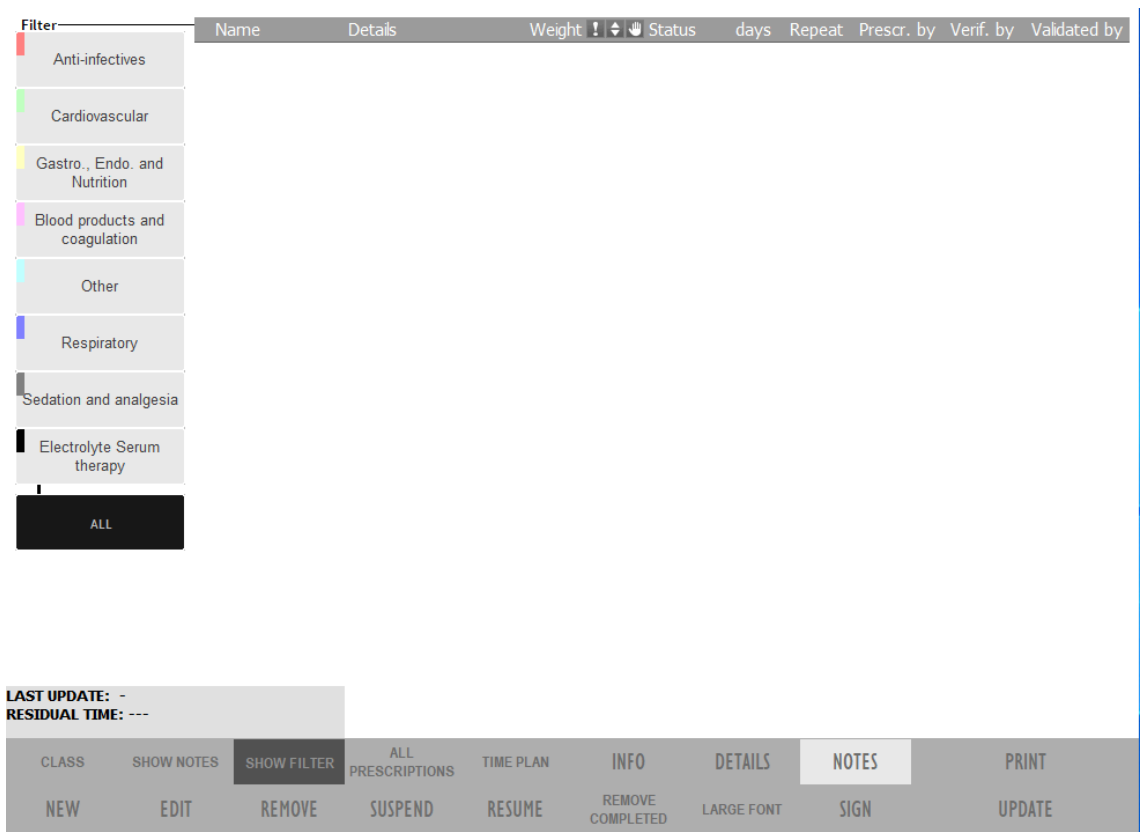 Filter
Name Details Weight Status days Repeat Prescr. by Verif. by Validated by
Anti-infectives
Cardiovascular
Gastro., Endo. and
Nutrition
Blood products and
coagulation
Other
Respiratory
Sedation and analgesia
Electrolyte Serum
therapy
ALL
LAST UPDATE: -
RESIDUAL TIME: ---
CLASS SHOW NOTES SHOW FILTER ALL PRESCRIPTIONS TIME PLAN INFO DETAILS NOTES PRINT
NEW EDIT REMOVE SUSPEND RESUME REMOVE COMPLETED LARGE FONT SIGN UPDATE